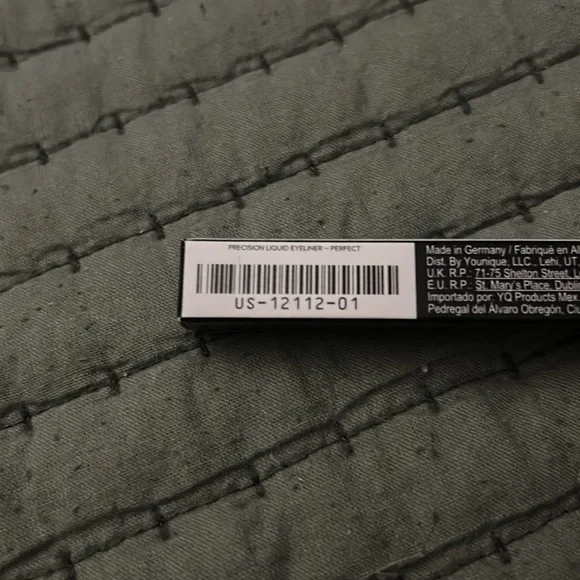 PRECISION LIQUID EYELINER – PERFECT
US-12112-01
Made in Germany / Fabriqué en
Dist. By Younique, LLC., Lehi, UT.
U.K. R.P.: 71-75 Shelton Street,
E.U. R.P.: St. Mary's Place, Dublin
Importado por: YQ Products Mex
Pedregal del Alvaro Obregón,